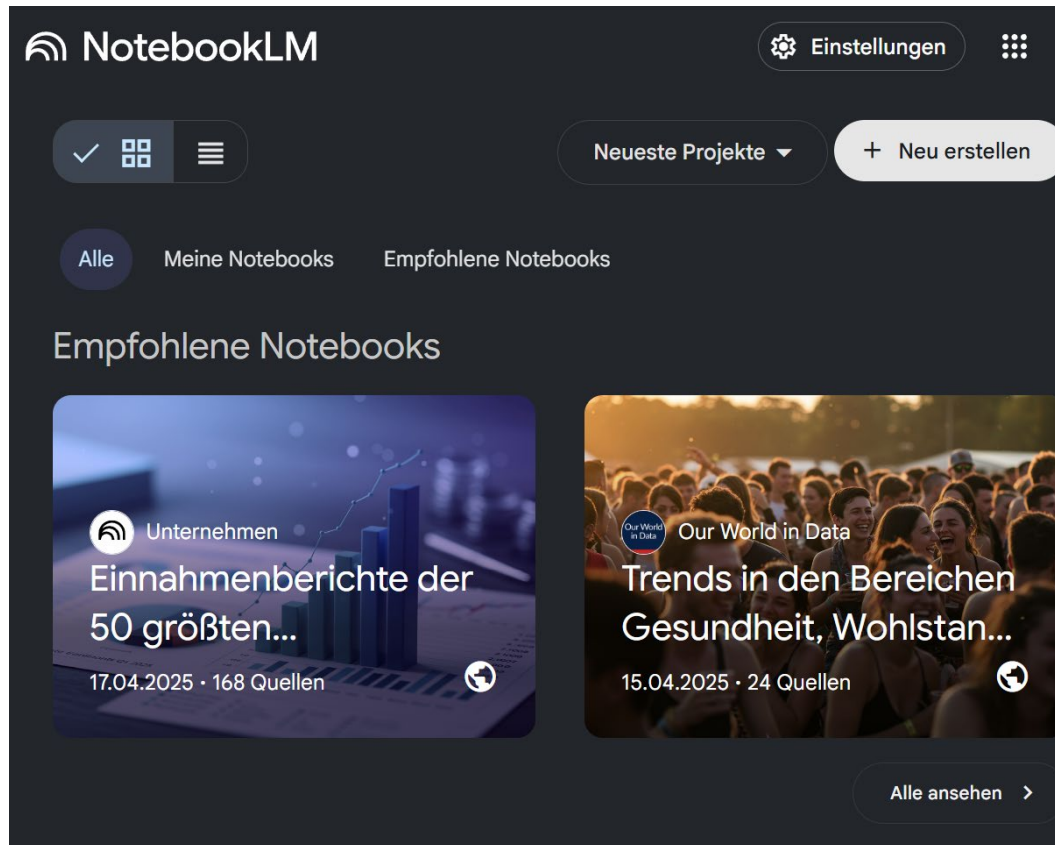 NotebookLM
Einstellungen
Neueste Projekte
+ Neu erstellen
Alle
Meine Notebooks
Empfohlene Notebooks
Empfohlene Notebooks
Unternehmen
Einnahmenberichte der
50 größten...
17.04.2025 · 168 Quellen
Our World in Data
Our World in Data
Trends in den Bereichen
Gesundheit, Wohlstan...
15.04.2025 · 24 Quellen
Alle ansehen